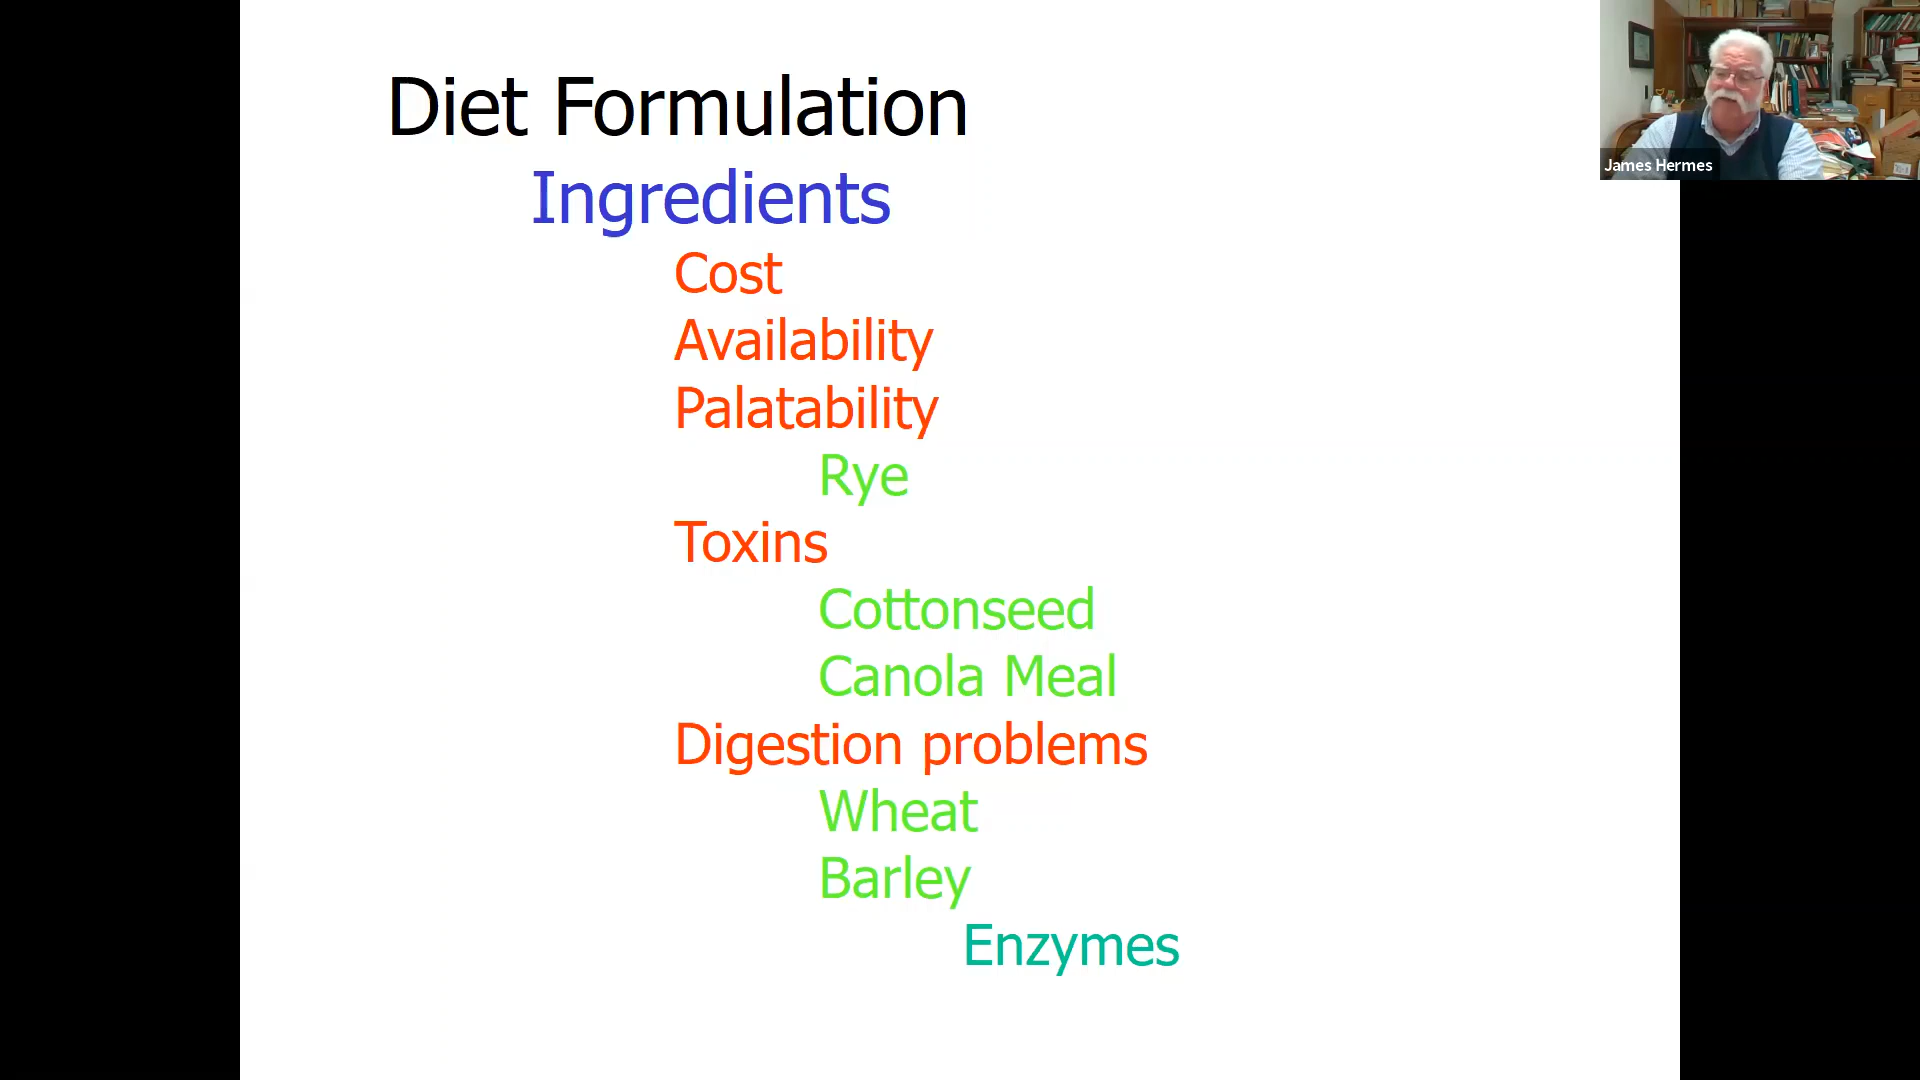 Diet Formulation
Ingredients
Cost
Availability
Palatability
Rye
Toxins
Cottonseed
Canola Meal
Digestion problems
Wheat
Barley
Enzymes
James Hermes